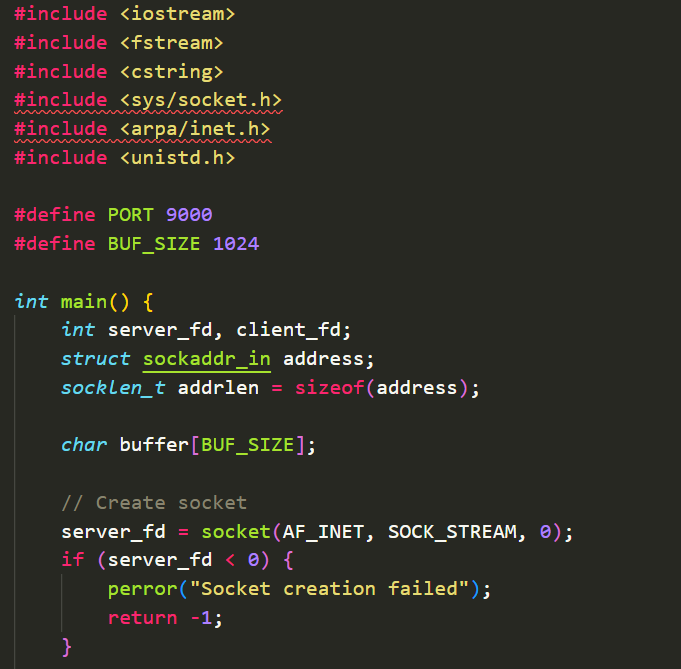 #include <iostream>
#include <fstream>
#include <cstring>
#include <sys/socket.h>
#include <arpa/inet.h>
#include <unistd.h>

#define PORT 9000
#define BUF_SIZE 1024

int main() {
    int server_fd, client_fd;
    struct sockaddr_in address;
    socklen_t addrlen = sizeof(address);

    char buffer[BUF_SIZE];

    // Create socket
    server_fd = socket(AF_INET, SOCK_STREAM, 0);
    if (server_fd < 0) {
        perror("Socket creation failed");
        return -1;
    }